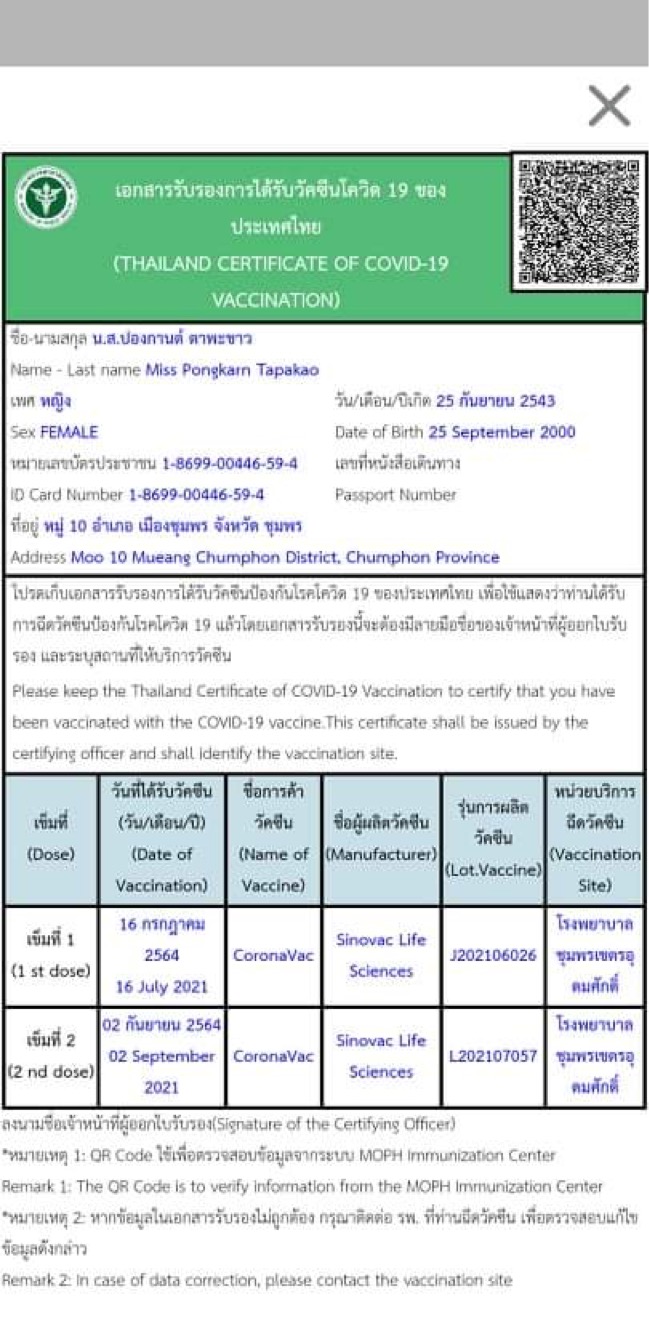 เอกสารรับรองการได้รับวัคซีนโควิด 19 ของ
ประเทศไทย
(THAILAND CERTIFICATE OF COVID-19
VACCINATION)
ชื่อ-นามสกุล น.ส.ปองกานต์ ตาพะขาว
Name - Last name Miss Pongkarn Tapakao
เพศ หญิง วัน/เดือน/ปีเกิด 25 กันยายน 2543
Sex FEMALE Date of Birth 25 September 2000
หมายเลขบัตรประชาชน 1-8699-00446-59-4 เลขที่หนังสือเดินทาง
ID Card Number 1-8699-00446-59-4 Passport Number
ที่อยู่ หมู่ 10 อำเภอ เมืองชุมพร จังหวัด ชุมพร
Address Moo 10 Mueang Chumphon District, Chumphon Province
โปรดเก็บเอกสารรับรองการได้รับวัคซีนป้องกันโรคโควิด 19 ของประเทศไทย เพื่อใช้แสดงว่าท่านได้รับ
การฉีดวัคซีนป้องกันโรคโควิด 19 แล้วโดยเอกสารรับรองนี้จะต้องมีลายมือชื่อของเจ้าหน้าที่ผู้ออกใบรับ
รอง และระบุสถานที่ให้บริการวัคซีน
Please keep the Thailand Certificate of COVID-19 Vaccination to certify that you have
been vaccinated with the COVID-19 vaccine.This certificate shall be issued by the
certifying officer and shall identify the vaccination site.
เข็มที่
(Dose)
วันที่ได้รับวัคซีน
(วัน/เดือน/ปี)
(Date of
Vaccination)
ชื่อการค้า
วัคซีน
(Name of
Vaccine)
ชื่อผู้ผลิตวัคซีน
(Manufacturer)
รุ่นการผลิต
วัคซีน
(Lot.Vaccine)
หน่วยบริการ
ฉีดวัคซีน
(Vaccination
Site)
เข็มที่ 1
(1 st dose)
16 กรกฎาคม
2564
16 July 2021
CoronaVac
Sinovac Life
Sciences
J202106026
โรงพยาบาล
ชุมพรเขตรอุ
ดมศักดิ์
เข็มที่ 2
(2 nd dose)
02 กันยายน 2564
02 September
2021
CoronaVac
Sinovac Life
Sciences
L202107057
โรงพยาบาล
ชุมพรเขตรอุ
ดมศักดิ์
ลงนามชื่อเจ้าหน้าที่ผู้ออกใบรับรอง(Signature of the Certifying Officer)
*หมายเหตุ 1: QR Code ใช้เพื่อตรวจสอบข้อมูลจากระบบ MOPH Immunization Center
Remark 1: The QR Code is to verify information from the MOPH Immunization Center
*หมายเหตุ 2: หากข้อมูลในเอกสารรับรองไม่ถูกต้อง กรุณาติดต่อ รพ. ที่ท่านฉีดวัคซีน เพื่อตรวจสอบแก้ไข
ข้อมูลดังกล่าว
Remark 2: In case of data correction, please contact the vaccination site